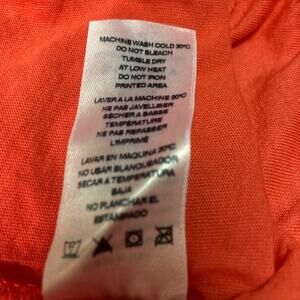 MACHINE WASH COLD 30°C
DO NOT BLEACH
TUMBLE DRY
AT LOW HEAT
DO NOT IRON
PRINTED AREA
LAVER A LA MACHINE 30°C
NE PAS JAVELLISER
SÉCHER A BASSE
TEMPÉRATURE
NE PAS REPASSER
L'IMPRIMÉ
LAVAR EN MAQUINA 30°C
NO USAR BLANQUEADOR
SECAR A TEMPERATURA
BAJA
NO PLANCHAR EL
ESTAMPADO